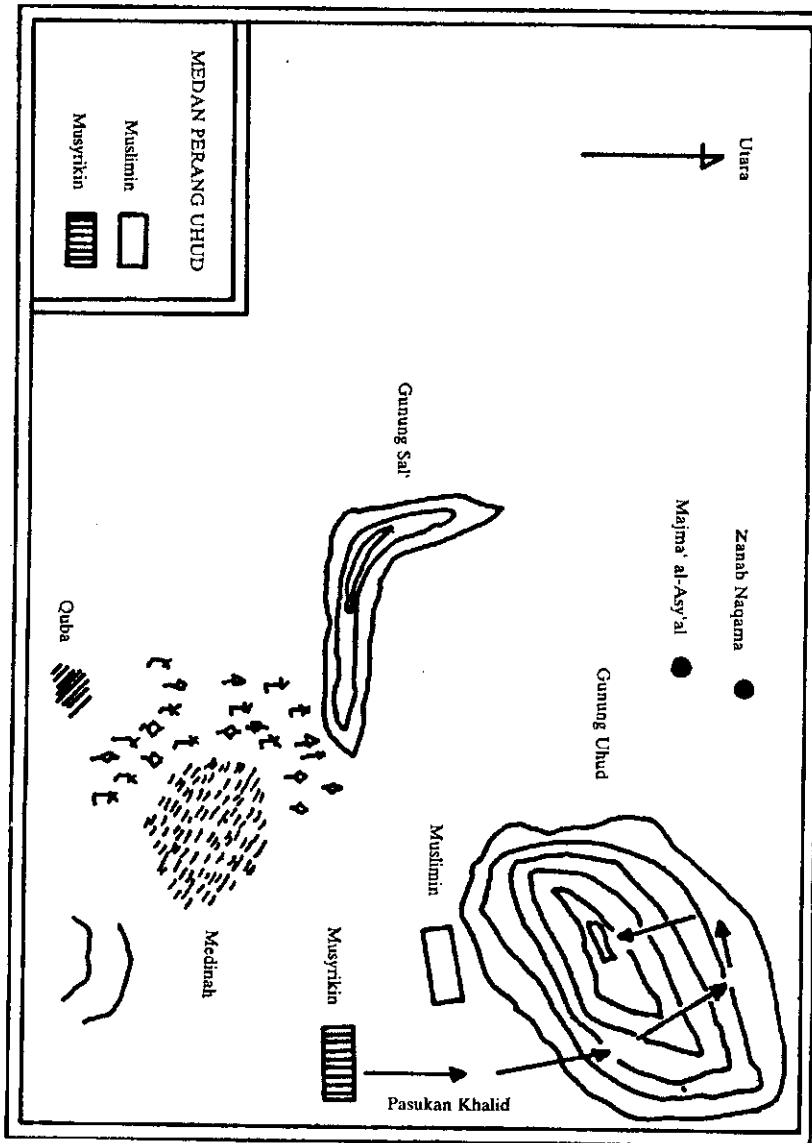 MEDAN PERANG UHUD
Muslimin
Musyrikin
Utara
Gunung Sal'
Zanab Naqama
Majma' al-Asy'al
Gunung Uhud
Quba
Muslimin
Musyrikin
Medinah
Pasukan Khalid